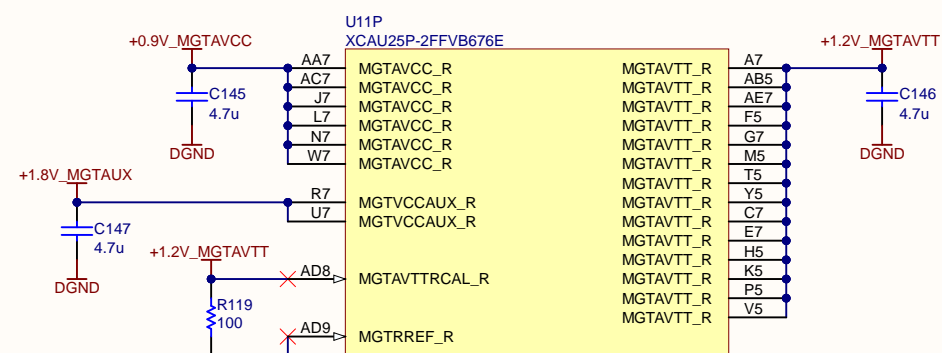 U11P
XCAU25P-2FFVB676E
+0.9V_MGTAVCC
+1.2V_MGTAVTT
AA7 MGTAVCC_R MGTAVTT_R A7
AC7 MGTAVCC_R MGTAVTT_R AB5
C145 J7 MGTAVCC_R MGTAVTT_R AE7 C146
4.7u L7 MGTAVCC_R MGTAVTT_R F5 4.7u
N7 MGTAVCC_R MGTAVTT_R G7
DGND W7 MGTAVCC_R MGTAVTT_R M5 DGND
+1.8V_MGTAUX MGTAVTT_R T5
R7 MGTVCCAUX_R MGTAVTT_R Y5
C147 U7 MGTVCCAUX_R MGTAVTT_R C7
4.7u MGTAVTT_R E7
+1.2V_MGTAVTT MGTAVTT_R H5
DGND AD8 MGTAVTTRCAL_R MGTAVTT_R K5
R119 MGTAVTT_R P5
100 MGTAVTT_R V5
AD9 MGTRREF_R